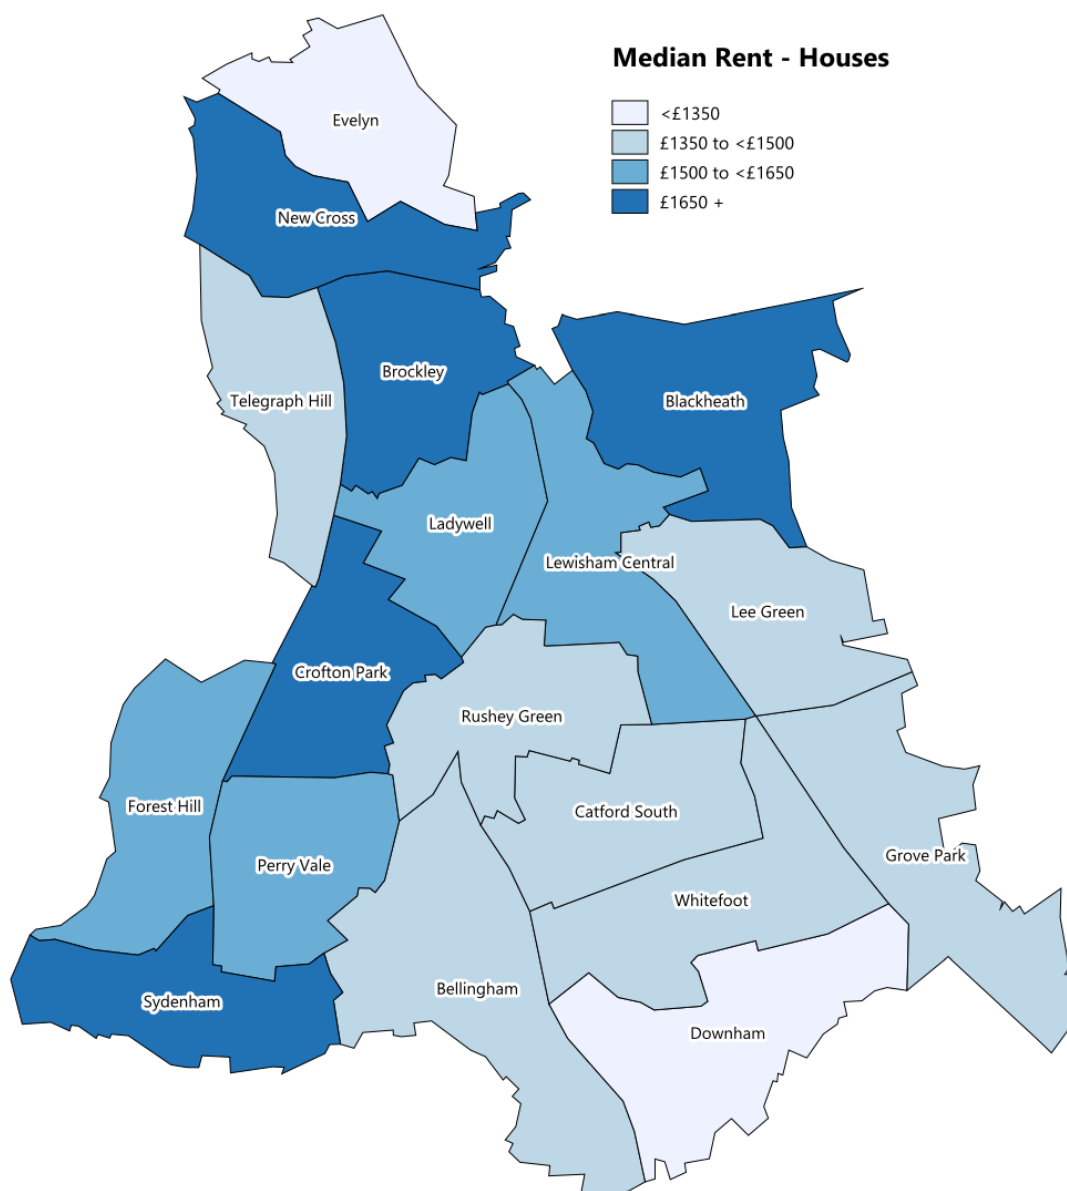 Median Rent - Houses
<£1350
£1350 to <£1500
£1500 to <£1650
£1650 +
Evelyn
New Cross
Brockley
Telegraph Hill
Blackheath
Ladywell
Lewisham Central
Lee Green
Crofton Park
Rushey Green
Forest Hill
Catford South
Perry Vale
Grove Park
Whitefoot
Bellingham
Sydenham
Downham